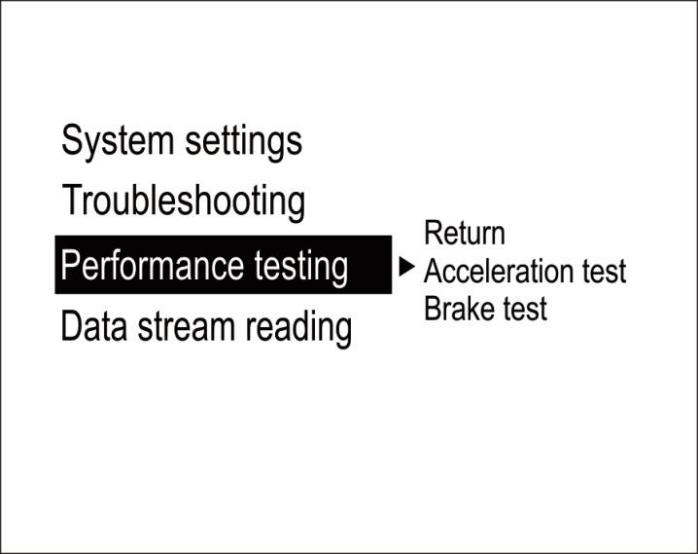 System settings
Troubleshooting
Performance testing
Data stream reading
Return
Acceleration test
Brake test